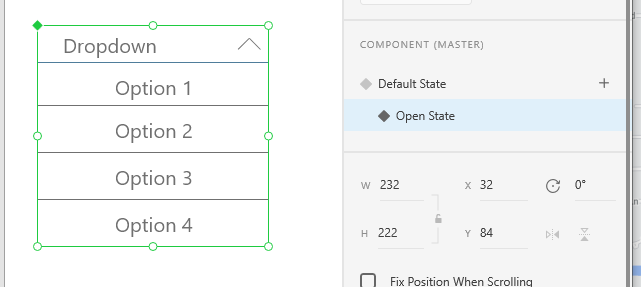 Dropdown
Option 1
Option 2
Option 3
Option 4
COMPONENT (MASTER)
Default State +
Open State
W 232 X 32 0°
H 222 Y 84
Fix Position When Scrolling